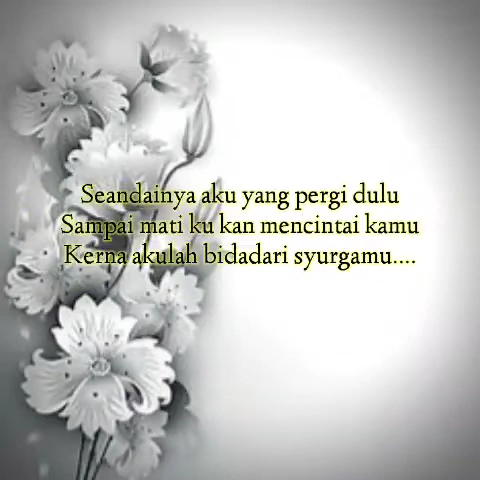 Seandainya aku yang pergi dulu
Sampai mati ku kan mencintai kamu
Kerna akulah bidadari syurgamu....